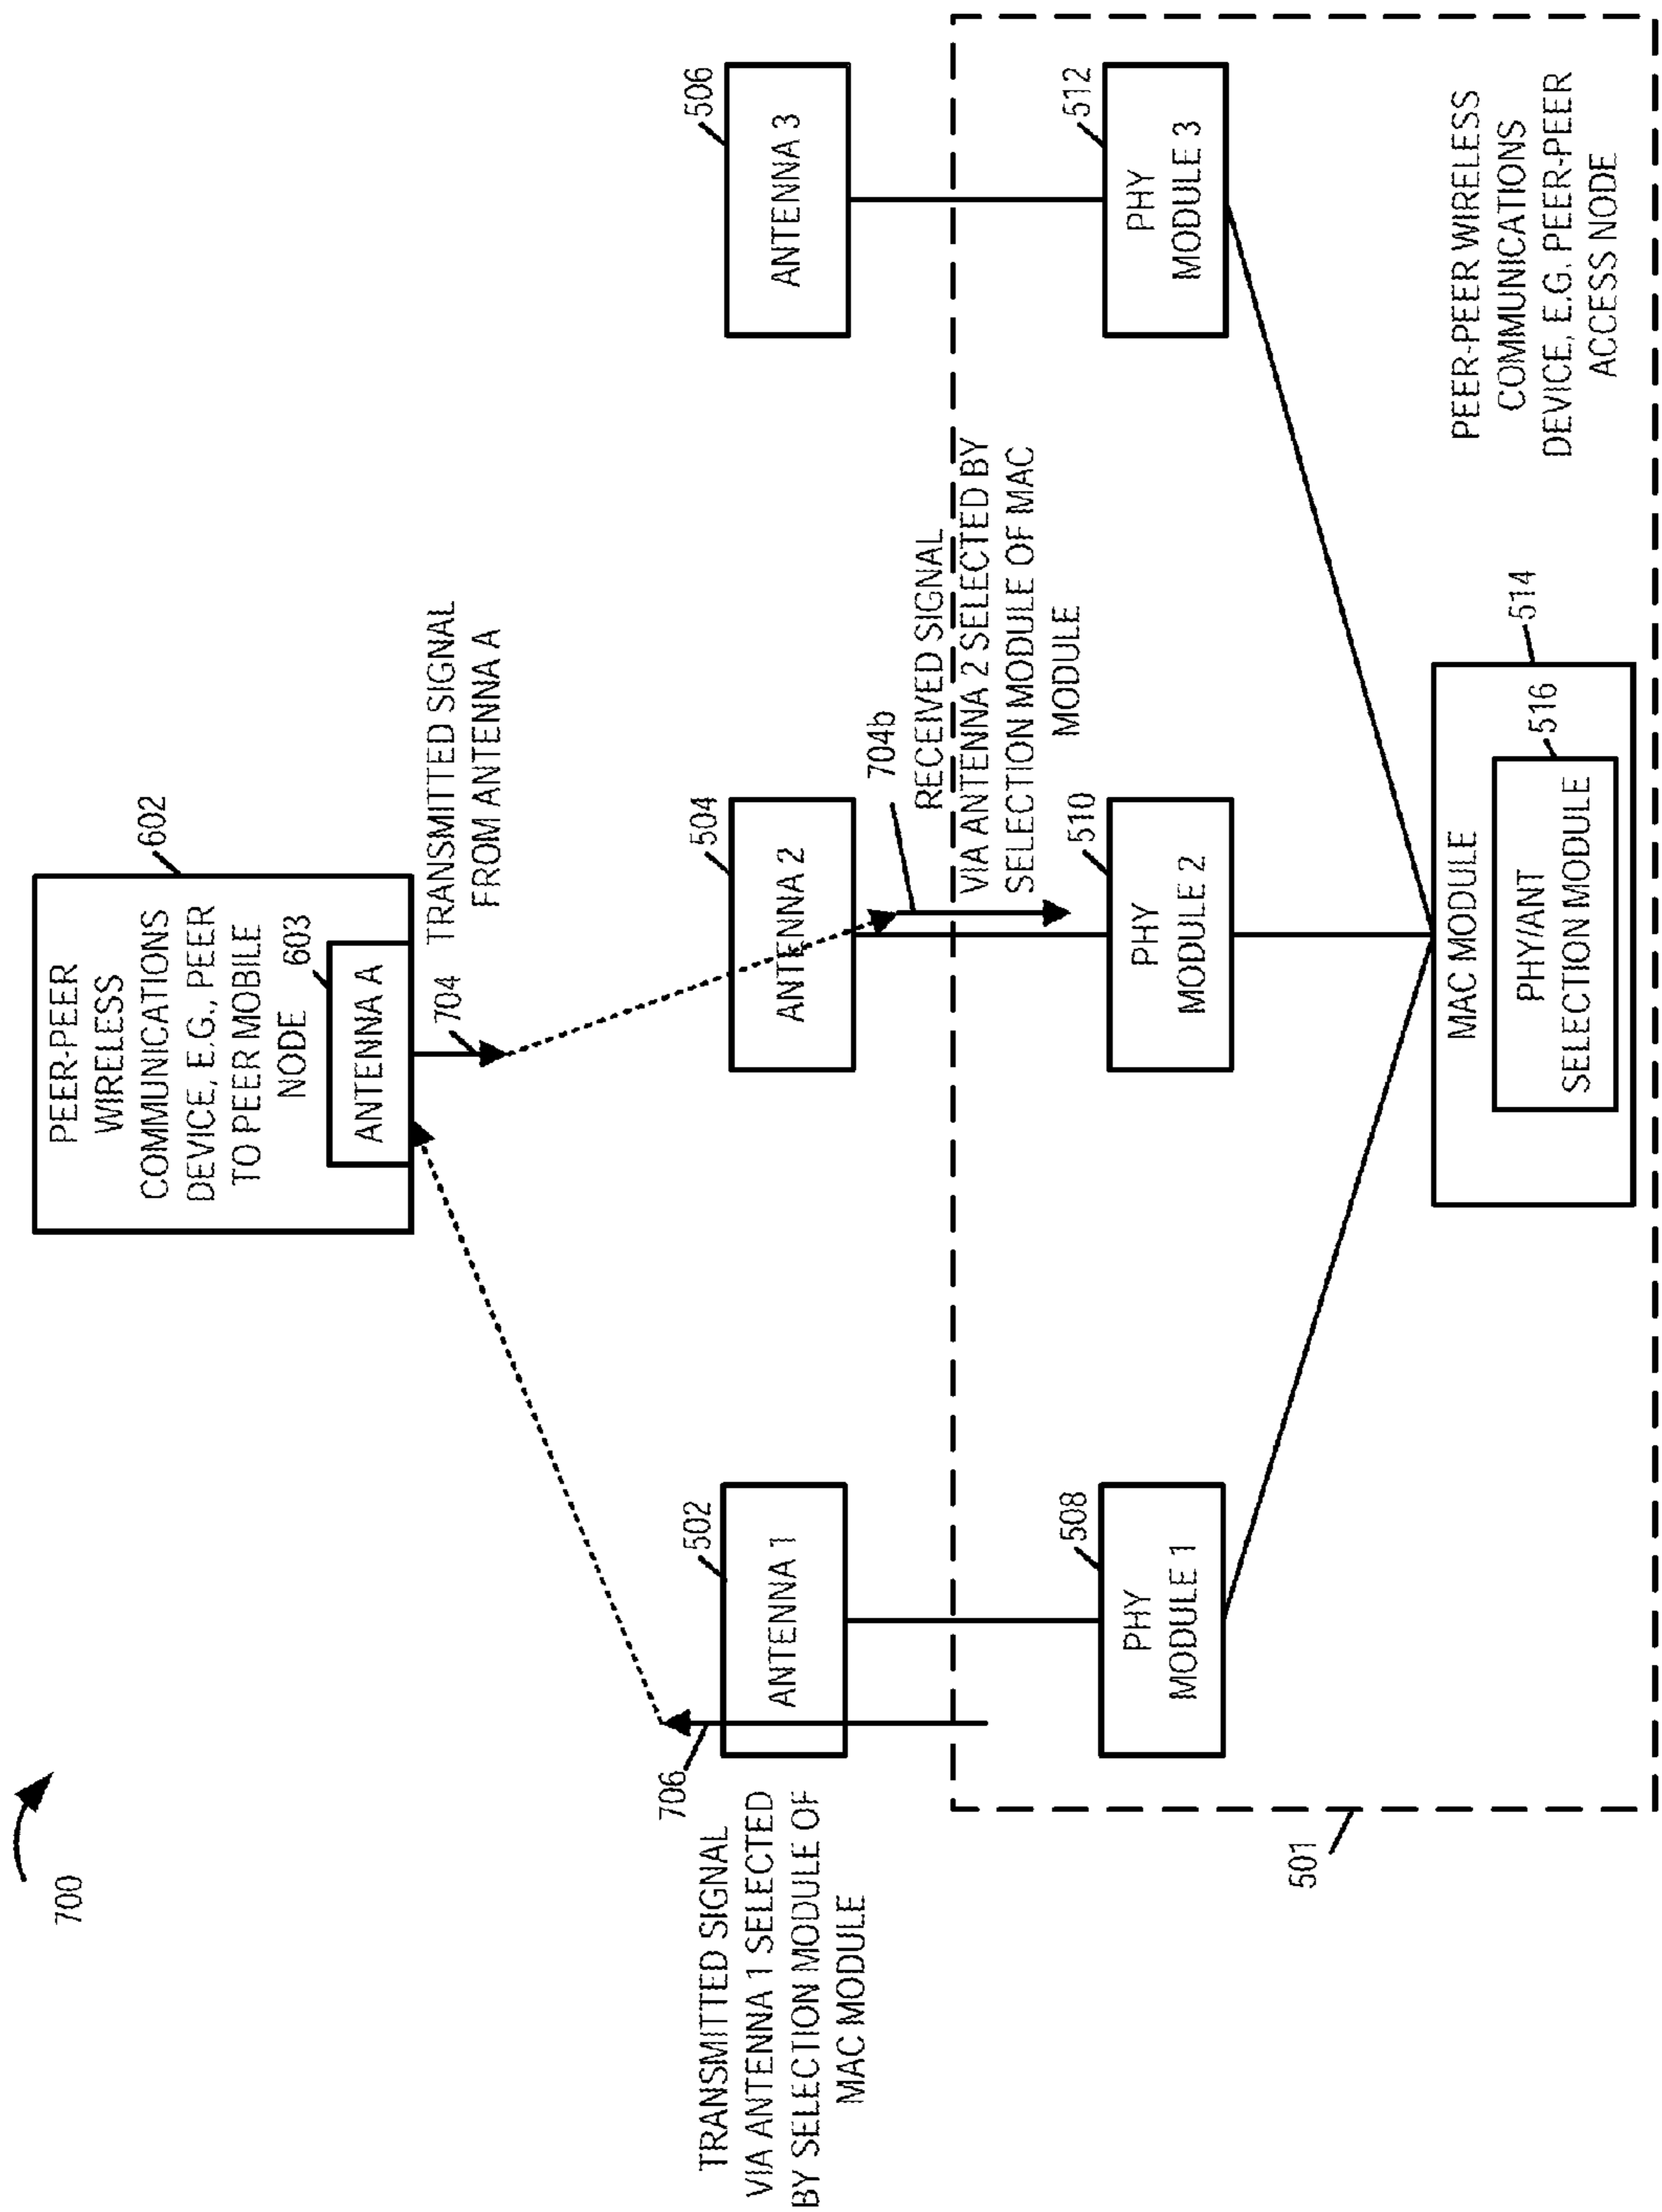 700
PEER-PEER
WIRELESS
COMMUNICATIONS
DEVICE, E.G., PEER
TO PEER MOBILE
NODE
602
603
ANTENNA A
704
TRANSMITTED SIGNAL
FROM ANTENNA A
706
TRANSMITTED SIGNAL
VIA ANTENNA 1 SELECTED
BY SELECTION MODULE OF
MAC MODULE
502
ANTENNA 1
504
ANTENNA 2
506
ANTENNA 3
704b
RECEIVED SIGNAL
VIA ANTENNA 2 SELECTED BY
SELECTION MODULE OF MAC
MODULE
508
PHY
MODULE 1
510
PHY
MODULE 2
512
PHY
MODULE 3
501
MAC MODULE
514
PHY/ANT
SELECTION MODULE
516
PEER-PEER WIRELESS
COMMUNICATIONS
DEVICE, E.G. PEER-PEER
ACCESS NODE